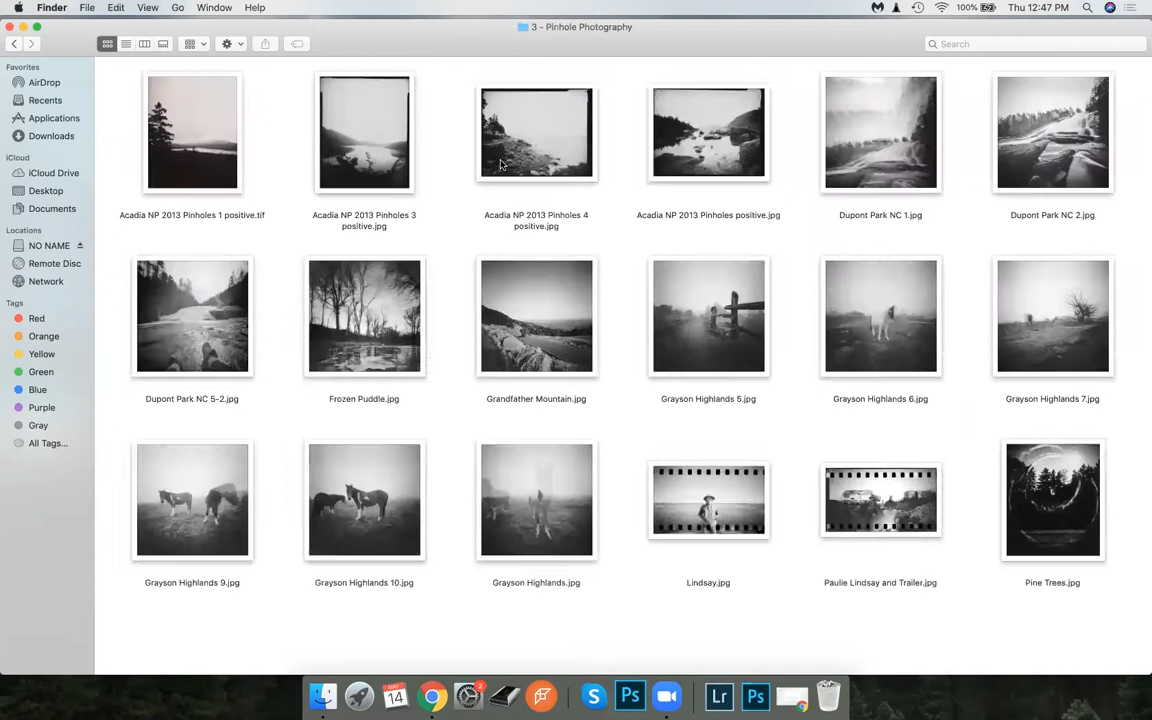 Finder File Edit View Go Window Help
100% Thu 12:47 PM
3 - Pinhole Photography
Search
Favorites
AirDrop
Recents
Applications
Downloads
iCloud
iCloud Drive
Desktop
Documents
Locations
NO NAME
Remote Disc
Network
Tags
Red
Orange
Yellow
Green
Blue
Purple
Gray
All Tags...
Acadia NP 2013 Pinholes 1 positive.tif
Acadia NP 2013 Pinholes 3
positive.jpg
Acadia NP 2013 Pinholes 4
positive.jpg
Acadia NP 2013 Pinholes positive.jpg
Dupont Park NC 1.jpg
Dupont Park NC 2.jpg
Dupont Park NC 5-2.jpg
Frozen Puddle.jpg
Grandfather Mountain.jpg
Grayson Highlands 5.jpg
Grayson Highlands 6.jpg
Grayson Highlands 7.jpg
Grayson Highlands 9.jpg
Grayson Highlands 10.jpg
Grayson Highlands.jpg
Lindsay.jpg
Paulie Lindsay and Trailer.jpg
Pine Trees.jpg
MAY
14
2
S
Ps
Lr
Ps